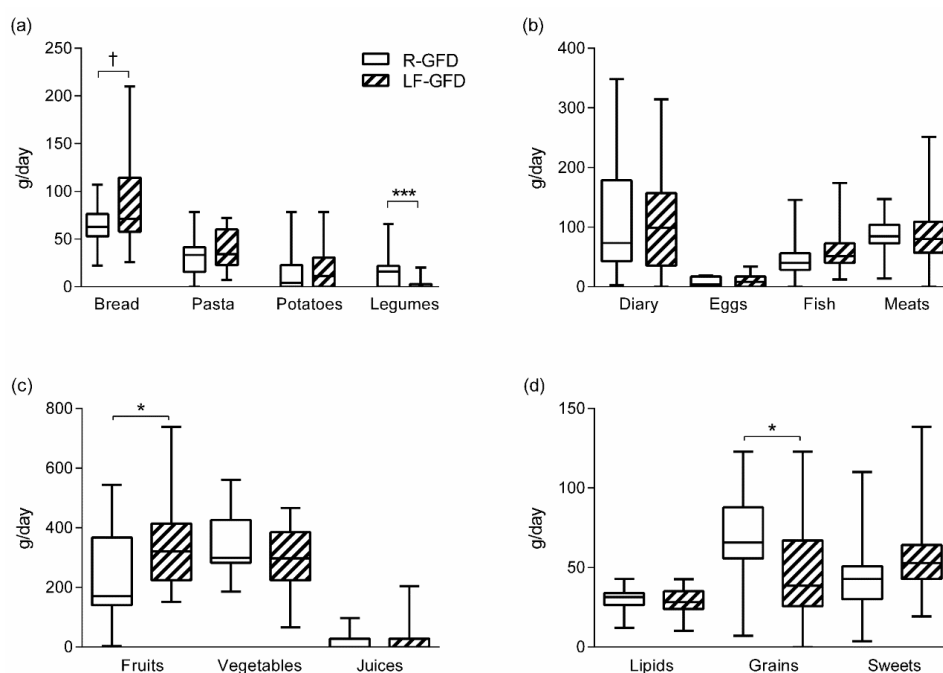 (a)
250
200
150
100
50
0
g/day
†
***
R-GFD
LF-GFD
Bread Pasta Potatoes Legumes
(b)
400
300
200
100
0
g/day
Diary Eggs Fish Meats
(c)
800
600
400
200
0
g/day
*
Fruits Vegetables Juices
(d)
150
100
50
0
g/day
*
Lipids Grains Sweets